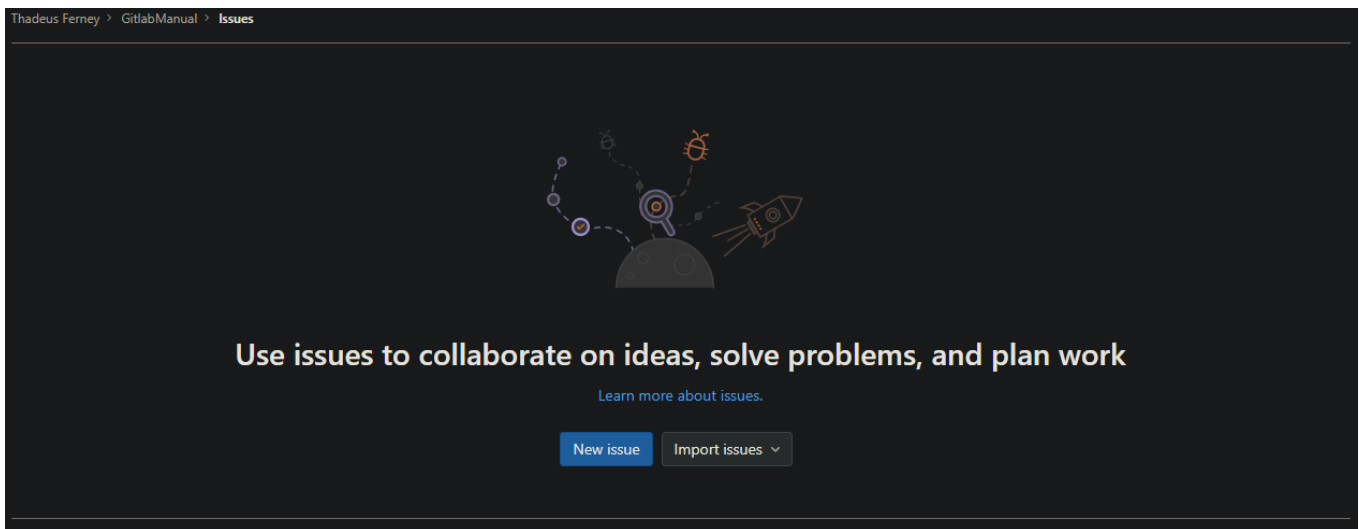 Thadeus Ferney > GitlabManual > Issues
Use issues to collaborate on ideas, solve problems, and plan work
Learn more about issues.
New issue Import issues